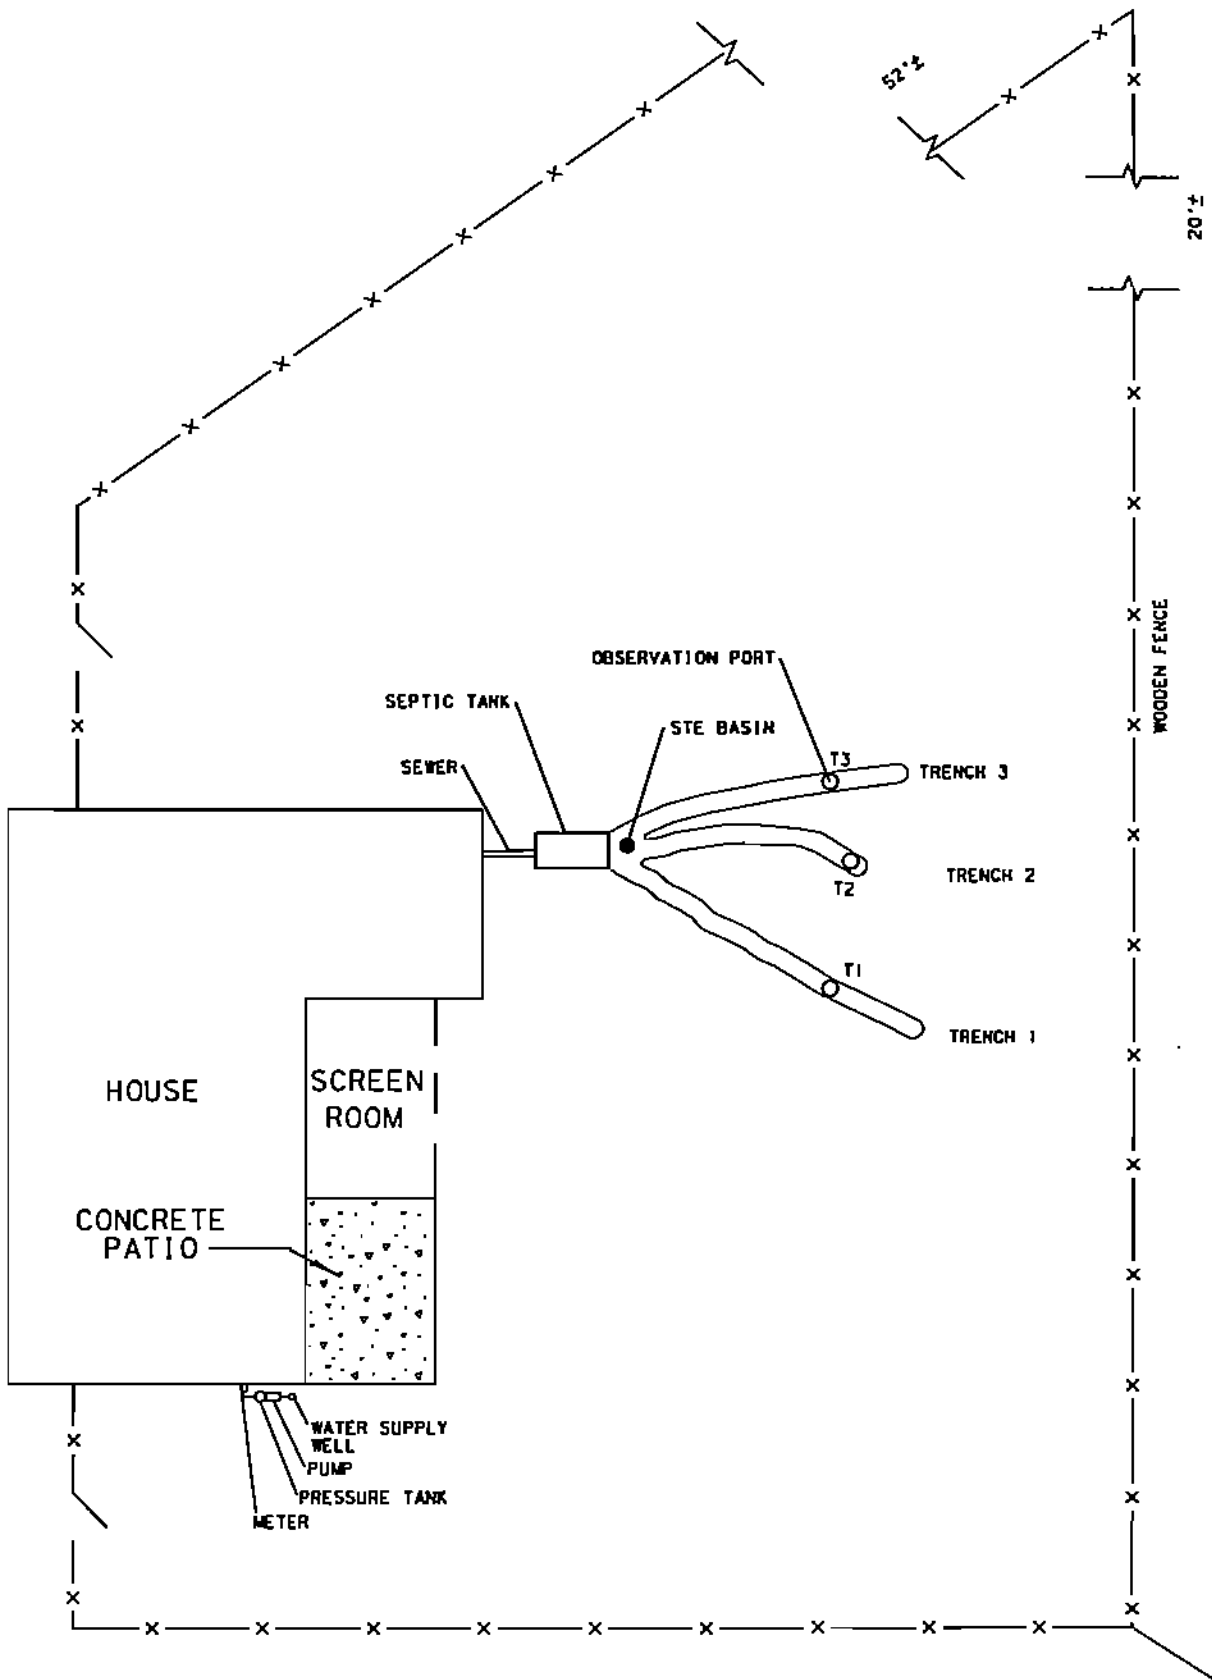 52'±
20'±
WOODEN FENCE
OBSERVATION PORT
SEPTIC TANK
STE BASIN
SEWER
T3
TRENCH 3
T2
TRENCH 2
T1
TRENCH 1
HOUSE
SCREEN
ROOM
CONCRETE
PATIO
WATER SUPPLY
WELL
PUMP
PRESSURE TANK
METER